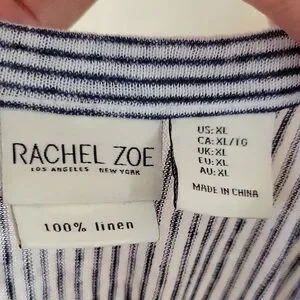 RACHEL ZOE
LOS ANGELES NEW YORK
100% linen
US: XL
CA: XL/TG
UK: XL
EU: XL
AU: XL
MADE IN CHINA